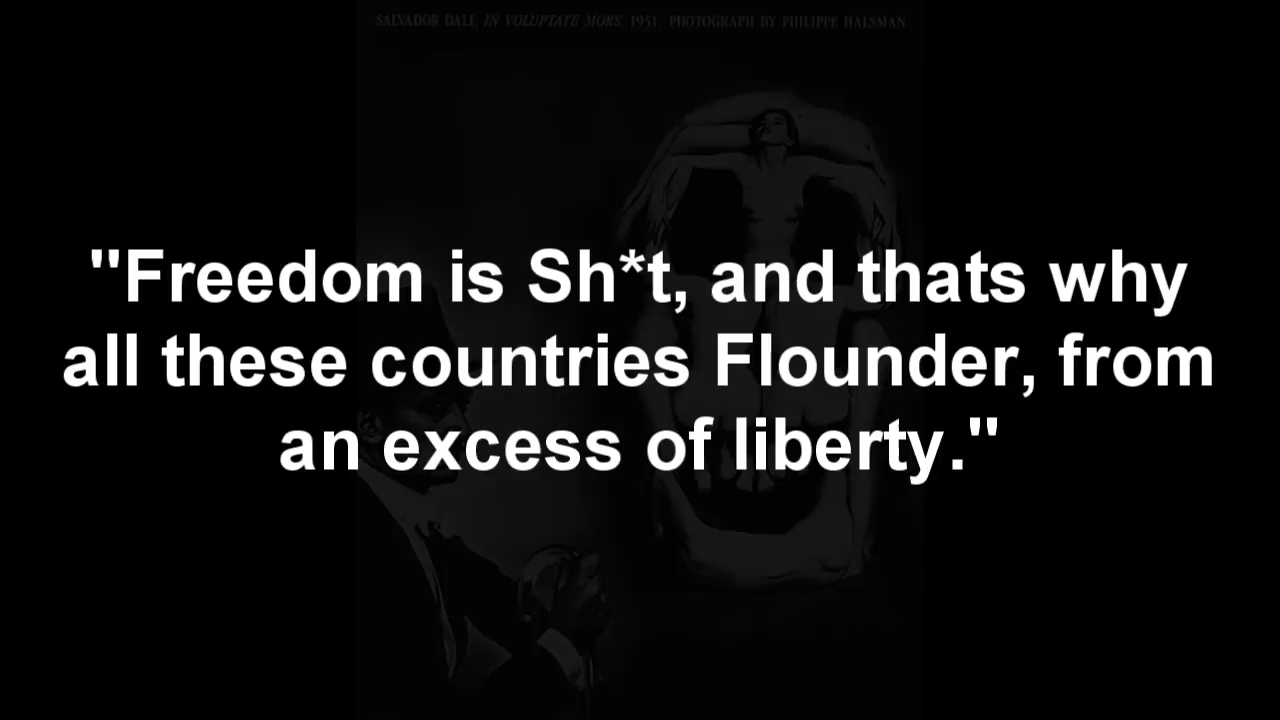 SALVADOR DALI, IN VOLUPTATE MORS, 1951. PHOTOGRAPH BY PHILIPPE HALSMAN
"Freedom is Sh*t, and thats why
all these countries Flounder, from
an excess of liberty."